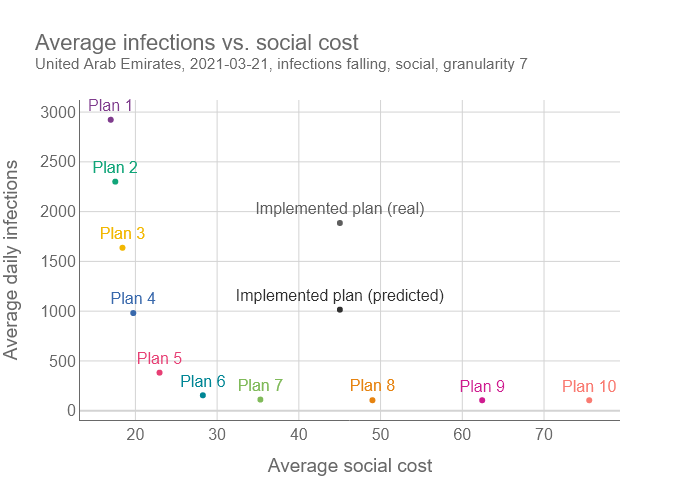 Average infections vs. social cost
United Arab Emirates, 2021-03-21, infections falling, social, granularity 7
Average daily infections
3000
2500
2000
1500
1000
500
0
Plan 1
Plan 2
Plan 3
Plan 4
Plan 5
Plan 6
Plan 7
Plan 8
Plan 9
Plan 10
Implemented plan (real)
Implemented plan (predicted)
20
30
40
50
60
70
Average social cost